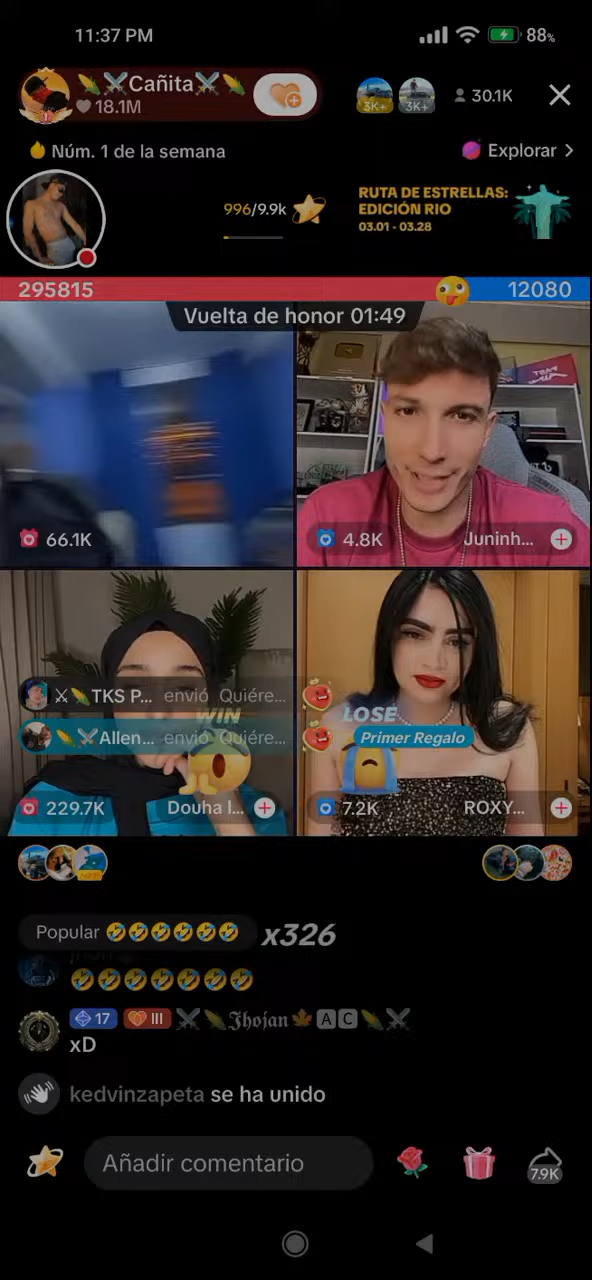 11:37 PM
88%
🌽⚔️Cañita⚔️🌽
18.1M
3K+
3K+
30.1K
Núm. 1 de la semana
Explorar
996/9.9k
RUTA DE ESTRELLAS:
EDICIÓN RIO
03.01 - 03.28
295815
12080
Vuelta de honor 01:49
66.1K
4.8K
Juninh...
⚔🌽TKS P... envió Quiére...
WIN
LOSE
🌽⚔️Allen... envió Quiére...
Primer Regalo
229.7K
Douha I...
7.2K
ROXY...
Popular 🤣🤣🤣🤣🤣🤣 x326
🤣🤣🤣🤣🤣🤣🤣
17 III ⚔️🌽𝕵𝖍𝖔𝖏𝖆𝖓🍁🄰🄲🌽⚔️
xD
kedvinzapeta se ha unido
Añadir comentario
7.9K